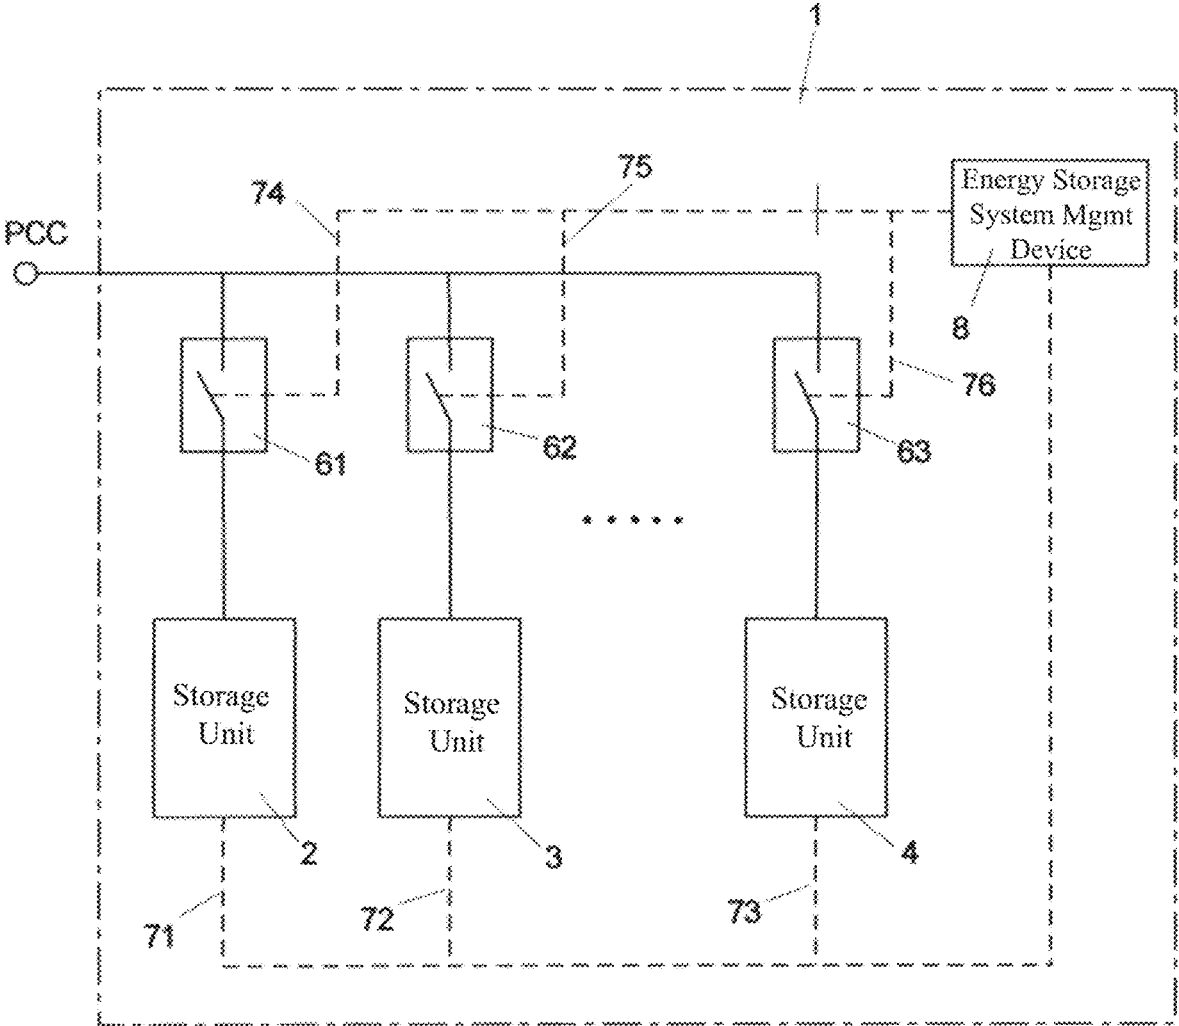 1
75
74
Energy Storage
System Mgmt
Device
PCC
8
76
61
62
63
Storage
Unit
Storage
Unit
Storage
Unit
2
3
4
71
72
73